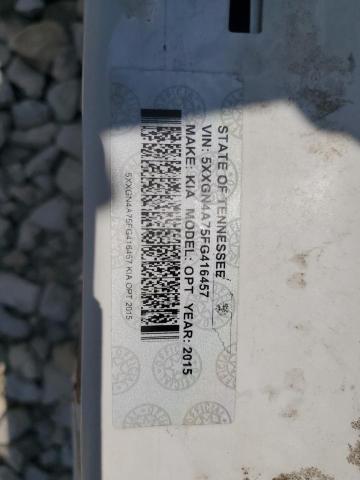 STATE OF TENNESSEE
VIN: 5XXGN4A75FG416457
MAKE: KIA MODEL: OPT YEAR: 2015
5XXGN4A75FG416457 KIA OPT 2015